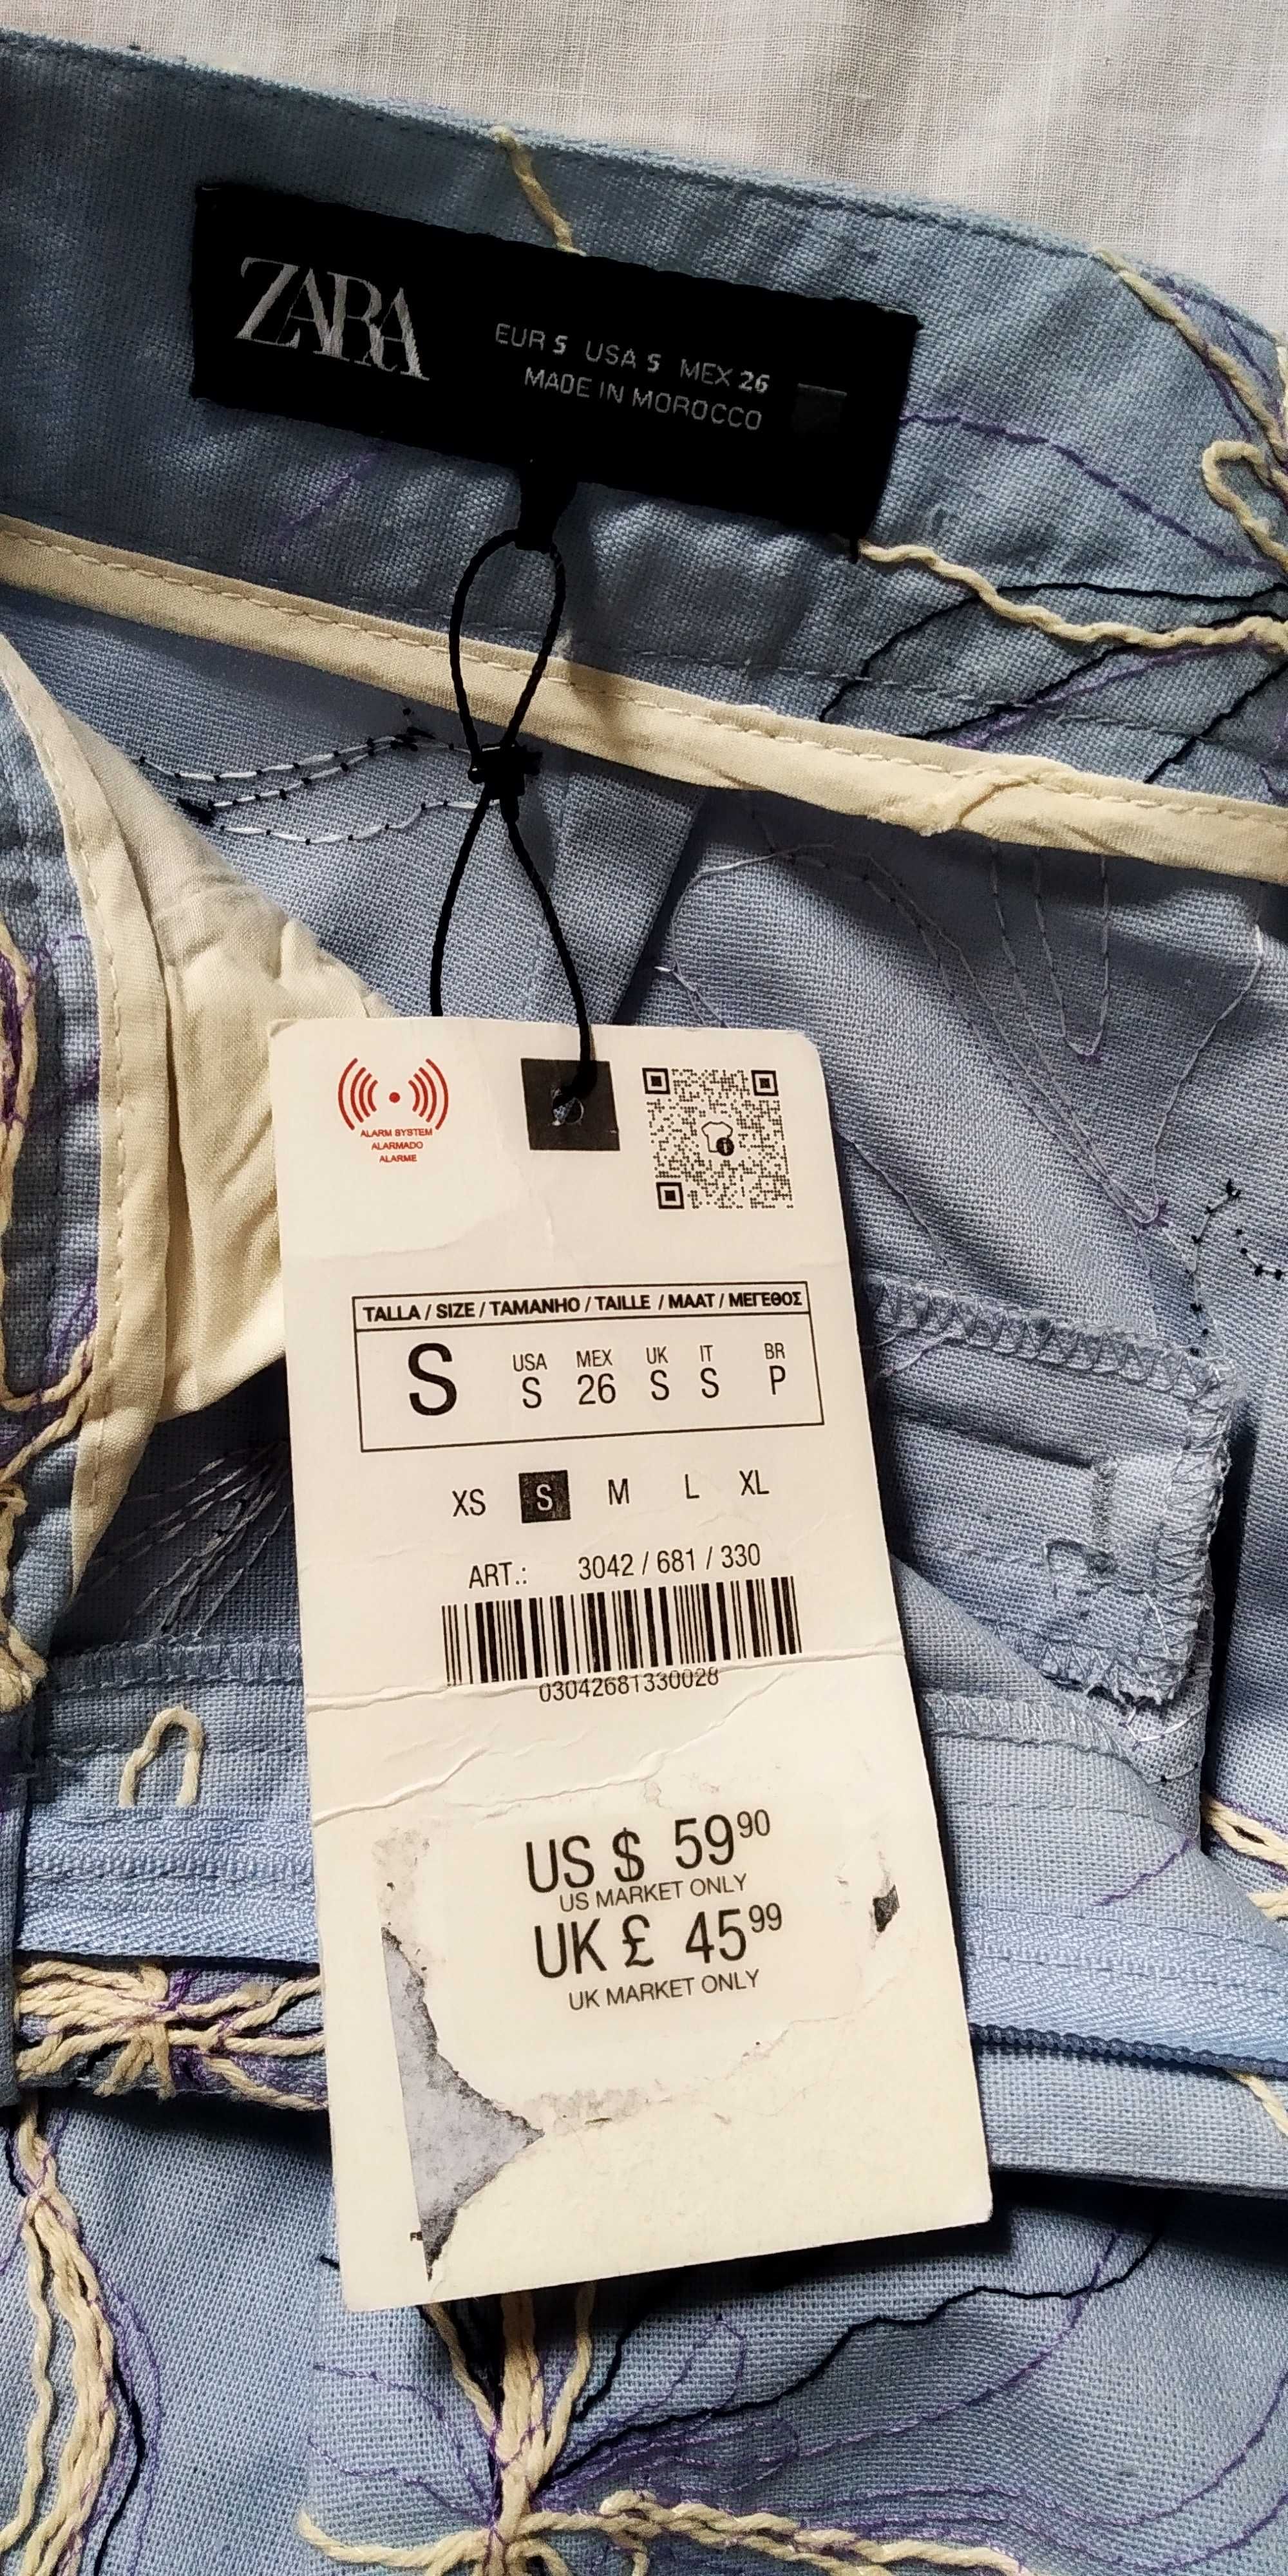 ZARA
EUR S USA S MEX 26
MADE IN MOROCCO
ALARM SYSTEM
ALARMADO
ALARME
TALLA / SIZE / TAMANHO / TAILLE / MAAT / ΜΕΓΕΘΟΣ
S
USA MEX UK IT BR
S 26 S S P
XS S M L XL
ART.: 3042 / 681 / 330
03042681330028
US $ 59⁹⁰
US MARKET ONLY
UK £ 45⁹⁹
UK MARKET ONLY